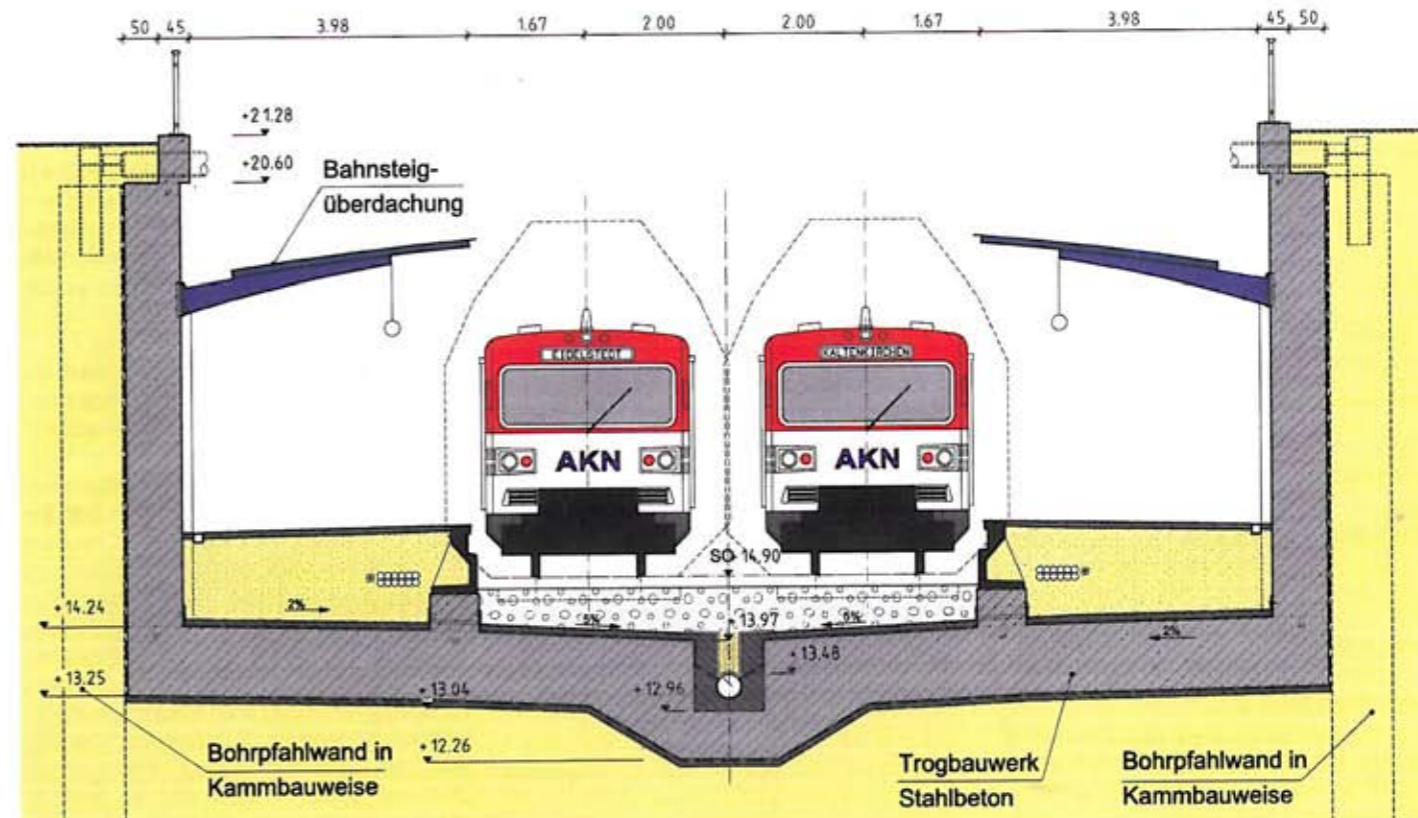 50 45 3.98 1.67 2.00 2.00 1.67 3.98 45 50
+21.28
+20.60
Bahnsteig-
überdachung
EIDELSTEDT
KALTENKIRCHEN
AKN
AKN
SO 14.90
+14.24
2%
5%
+13.97
5%
2%
+13.48
+13.25
+13.04
+12.96
+12.26
Bohrpfahlwand in
Kammbauweise
Trogbauwerk
Stahlbeton
Bohrpfahlwand in
Kammbauweise